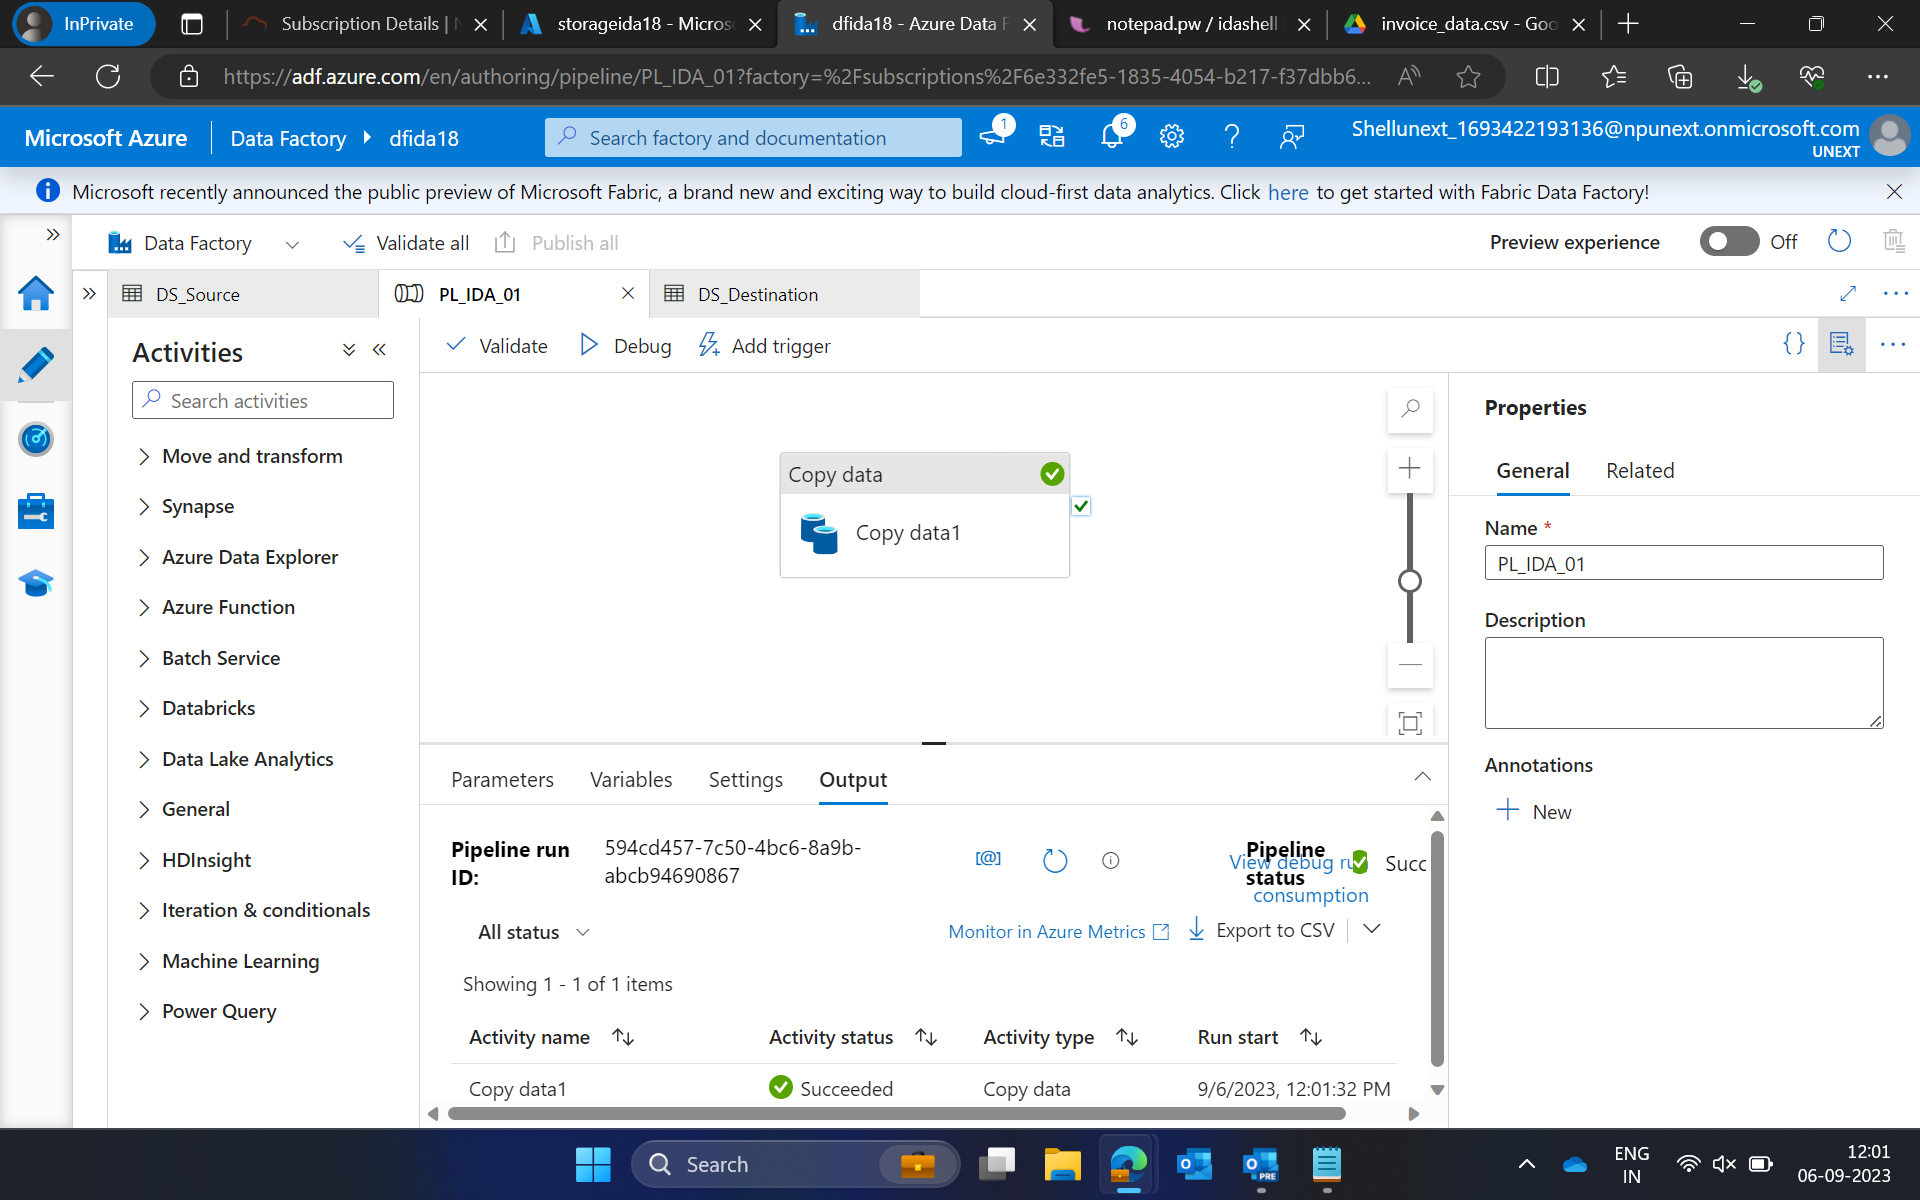 InPrivate
Subscription Details | N
storageida18 - Micros
dfida18 - Azure Data F
notepad.pw / idashell
invoice_data.csv - Goo
https://adf.azure.com/en/authoring/pipeline/PL_IDA_01?factory=%2Fsubscriptions%2F6e332fe5-1835-4054-b217-f37dbb6...
Microsoft Azure
Data Factory
dfida18
Search factory and documentation
1
6
Shellunext_1693422193136@npunext.onmicrosoft.com
UNEXT
Microsoft recently announced the public preview of Microsoft Fabric, a brand new and exciting way to build cloud-first data analytics. Click here to get started with Fabric Data Factory!
Data Factory
Validate all
Publish all
Preview experience
Off
DS_Source
PL_IDA_01
DS_Destination
Activities
Validate
Debug
Add trigger
Search activities
Move and transform
Synapse
Azure Data Explorer
Azure Function
Batch Service
Databricks
Data Lake Analytics
General
HDInsight
Iteration & conditionals
Machine Learning
Power Query
Copy data
Copy data1
Properties
General
Related
Name *
PL_IDA_01
Description
Annotations
New
Parameters
Variables
Settings
Output
Pipeline run
ID:
594cd457-7c50-4bc6-8a9b-
abcb94690867
Pipeline
status
Succ
View debug ru
consumption
All status
Monitor in Azure Metrics
Export to CSV
Showing 1 - 1 of 1 items
Activity name
Activity status
Activity type
Run start
Copy data1
Succeeded
Copy data
9/6/2023, 12:01:32 PM
Search
PRE
ENG
IN
12:01
06-09-2023